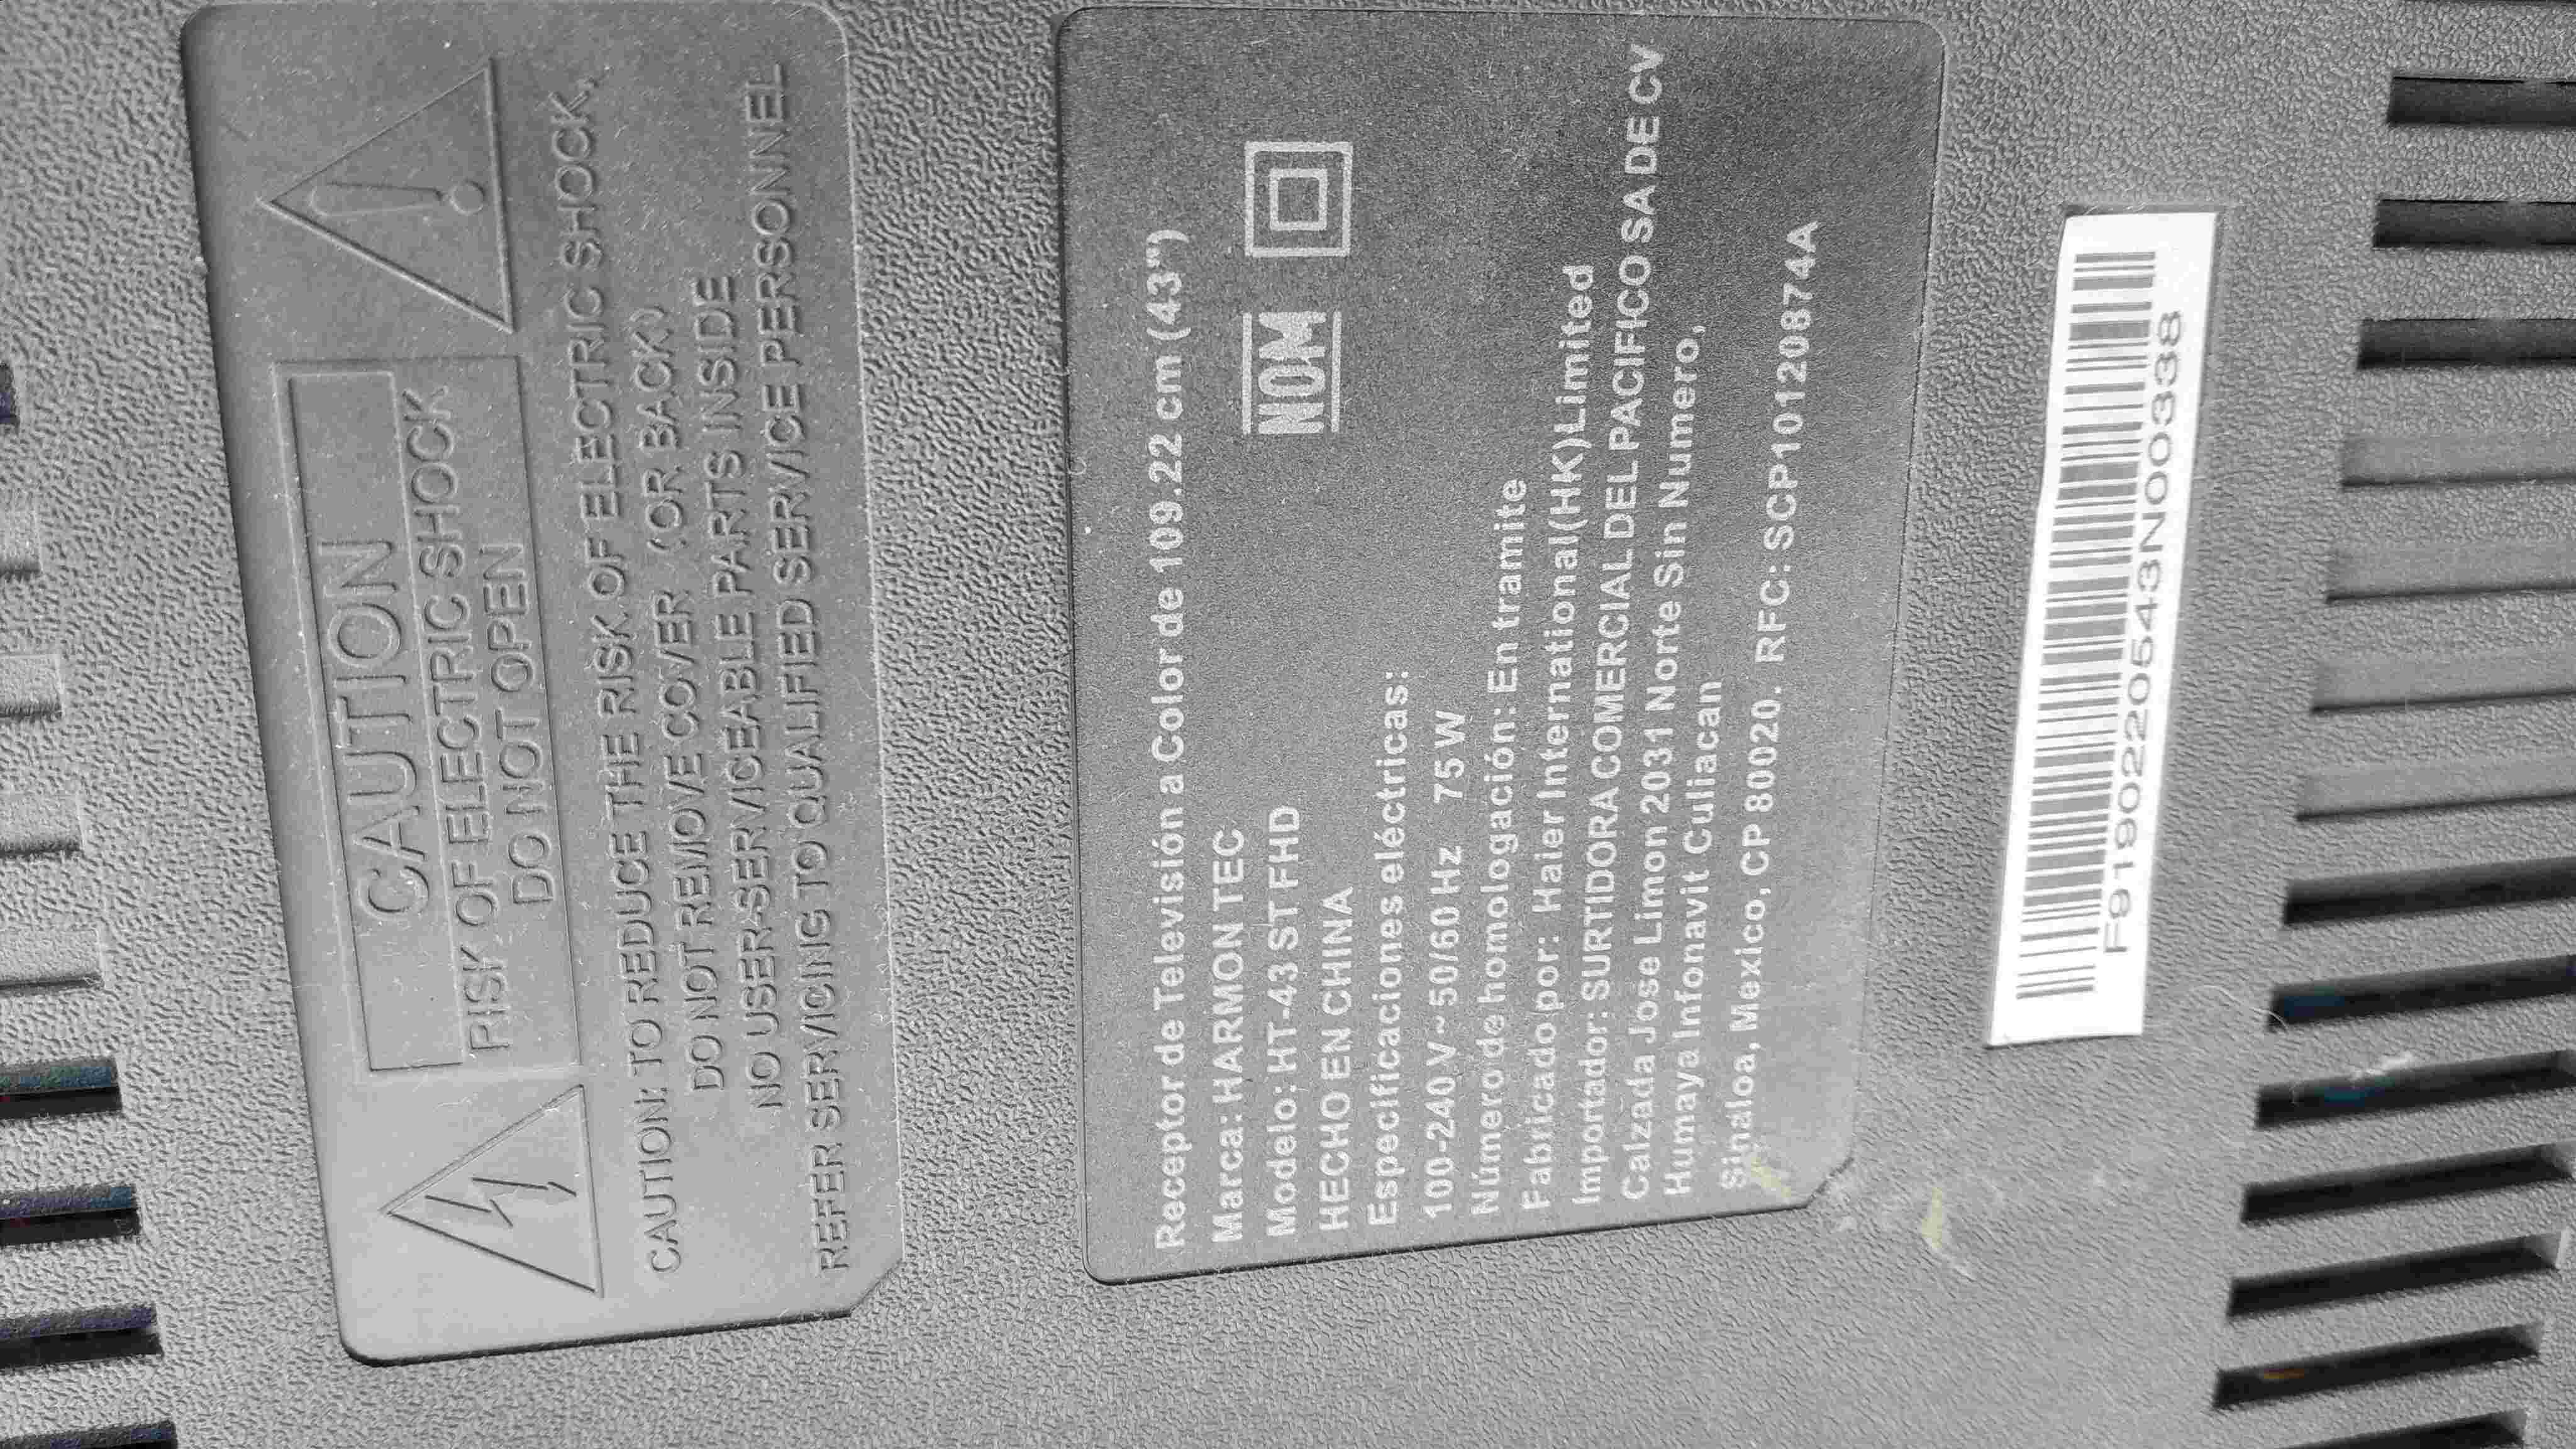 CAUTION
RISK OF ELECTRIC SHOCK
DO NOT OPEN
CAUTION: TO REDUCE THE RISK OF ELECTRIC SHOCK,
DO NOT REMOVE COVER (OR BACK)
NO USER-SERVICEABLE PARTS INSIDE
REFER SERVICING TO QUALIFIED SERVICE PERSONNEL
Receptor de Televisión a Color de 109.22 cm (43")
Marca: HARMON TEC
Modelo: HT-43 ST FHD
NOM
HECHO EN CHINA
Especificaciones eléctricas:
100-240 V ~ 50/60 Hz 75 W
Número de homologación: En tramite
Fabricado por: Haier International(HK)Limited
Importador: SURTIDORA COMERCIAL DEL PACIFICO SA DE CV
Calzada Jose Limon 2031 Norte Sin Numero,
Humaya Infonavit Culiacan
Sinaloa, Mexico, CP 80020. RFC: SCP10120874A
F9190220543N00338